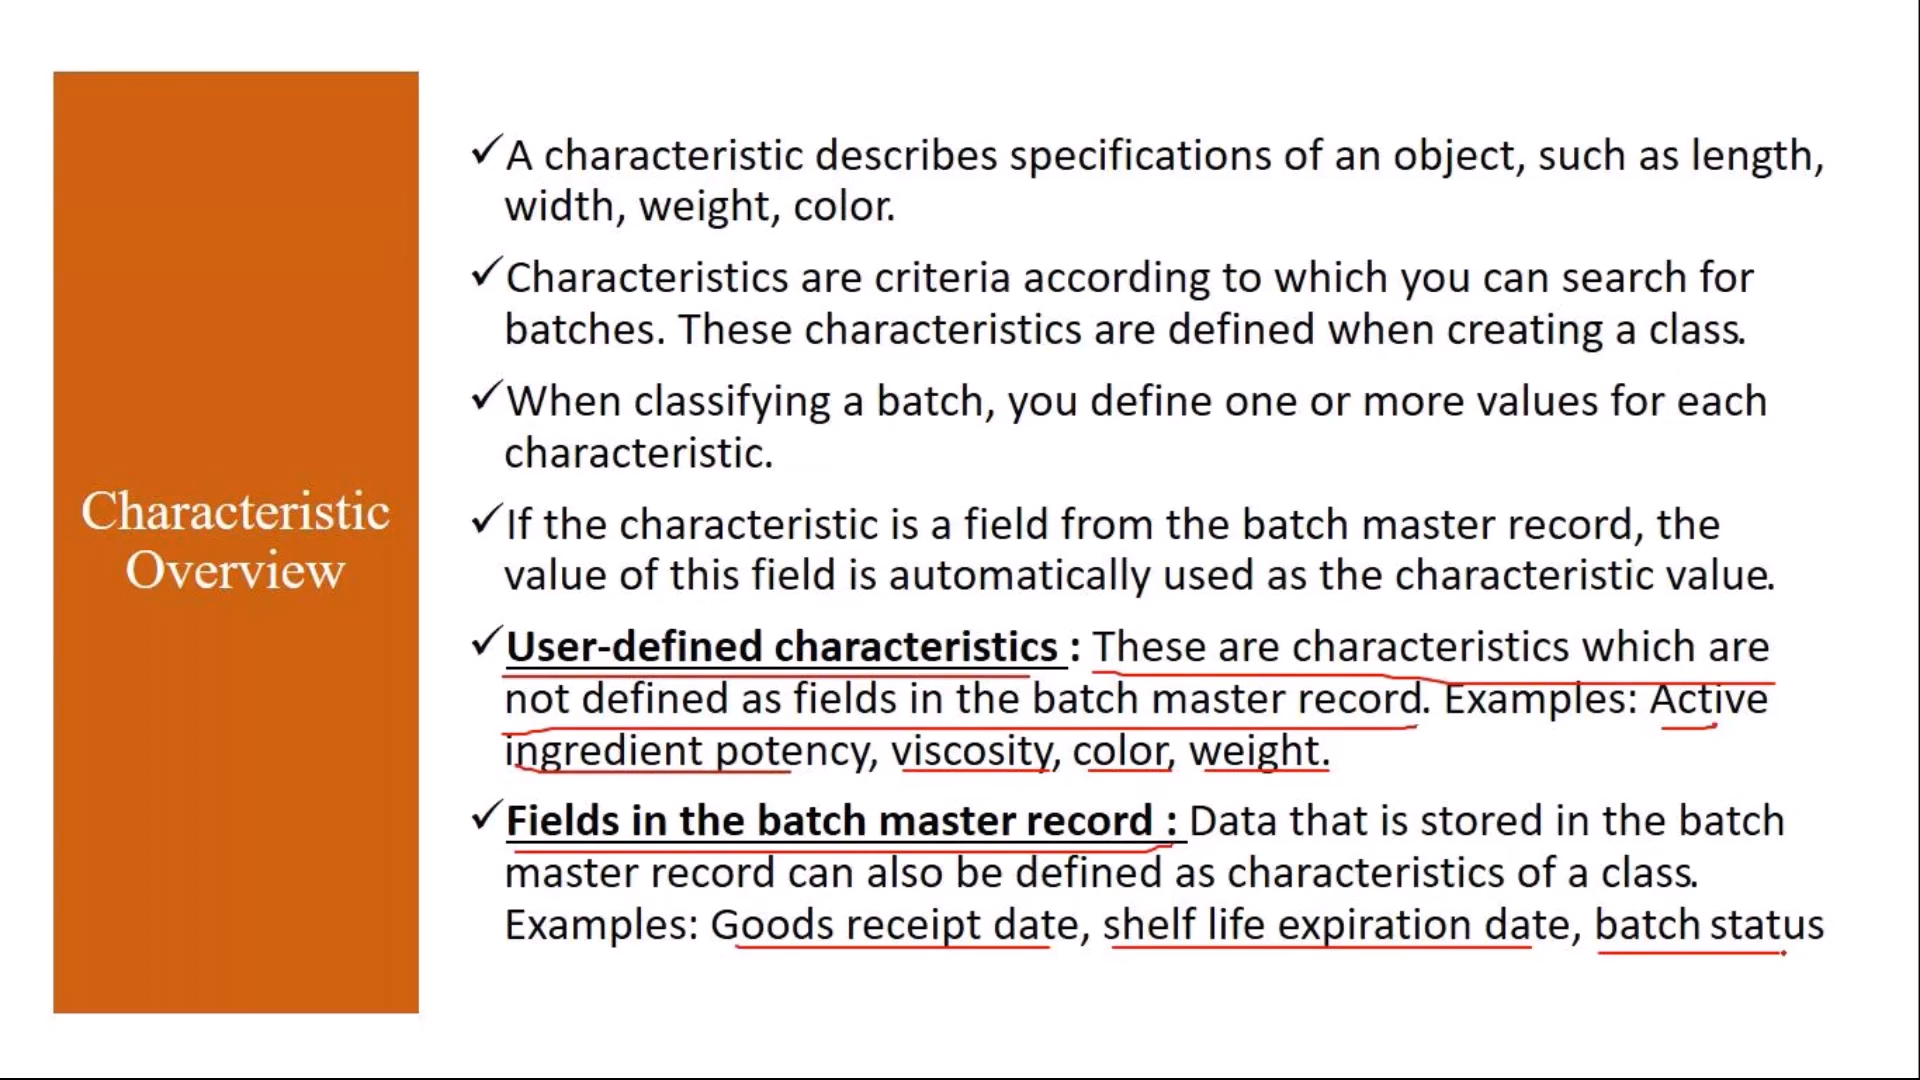 Characteristic
Overview
✓A characteristic describes specifications of an object, such as length,
width, weight, color.
✓Characteristics are criteria according to which you can search for
batches. These characteristics are defined when creating a class.
✓When classifying a batch, you define one or more values for each
characteristic.
✓If the characteristic is a field from the batch master record, the
value of this field is automatically used as the characteristic value.
✓User-defined characteristics : These are characteristics which are
not defined as fields in the batch master record. Examples: Active
ingredient potency, viscosity, color, weight.
✓Fields in the batch master record : Data that is stored in the batch
master record can also be defined as characteristics of a class.
Examples: Goods receipt date, shelf life expiration date, batch status